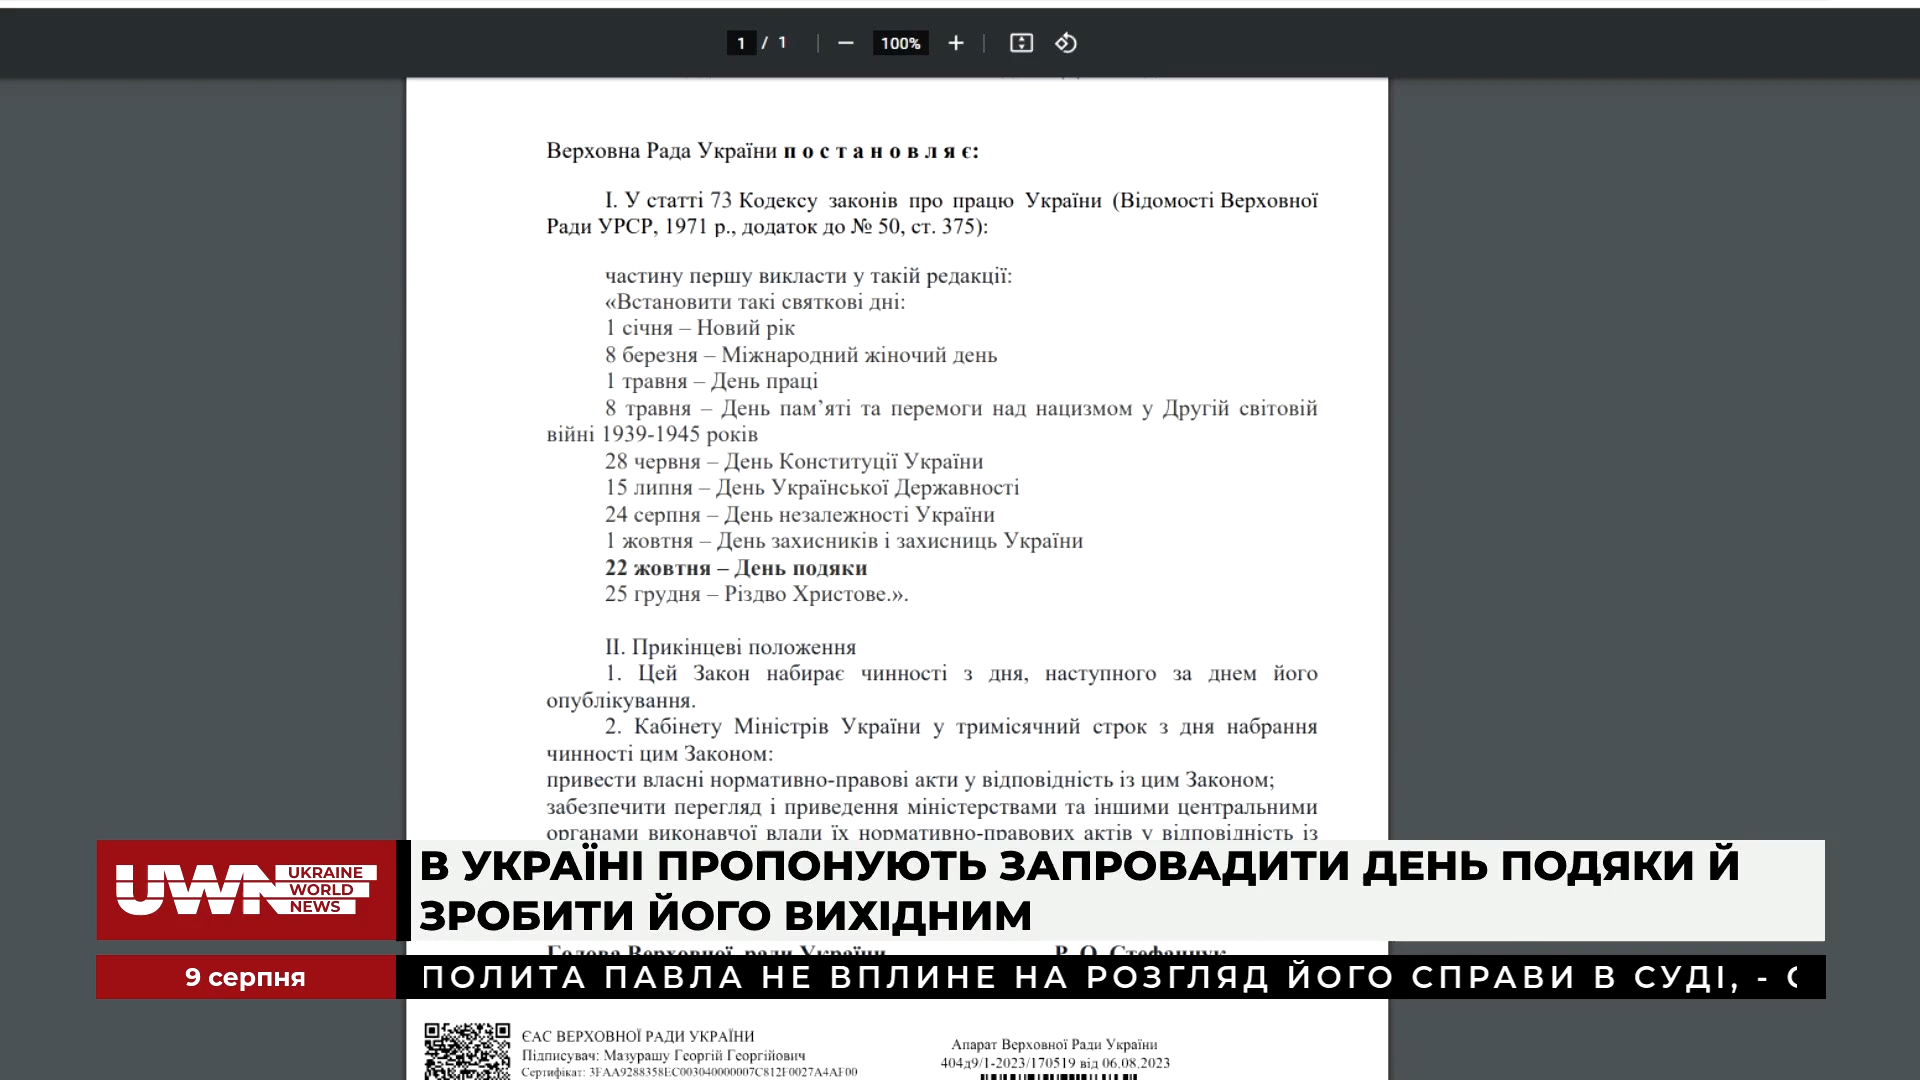 1 / 1
100%
Верховна Рада України п о с т а н о в л я є:
I. У статті 73 Кодексу законів про працю України (Відомості Верховної
Ради УРСР, 1971 р., додаток до № 50, ст. 375):
частину першу викласти у такій редакції:
«Встановити такі святкові дні:
1 січня – Новий рік
8 березня – Міжнародний жіночий день
1 травня – День праці
8 травня – День пам’яті та перемоги над нацизмом у Другій світовій
війні 1939-1945 років
28 червня – День Конституції України
15 липня – День Української Державності
24 серпня – День незалежності України
1 жовтня – День захисників і захисниць України
22 жовтня – День подяки
25 грудня – Різдво Христове.».
II. Прикінцеві положення
1. Цей Закон набирає чинності з дня, наступного за днем його
опублікування.
2. Кабінету Міністрів України у тримісячний строк з дня набрання
чинності цим Законом:
привести власні нормативно-правові акти у відповідність із цим Законом;
забезпечити перегляд і приведення міністерствами та іншими центральними
органами виконавчої влади їх нормативно-правових актів у відповідність із
UWN UKRAINE
WORLD
NEWS
В УКРАЇНІ ПРОПОНУЮТЬ ЗАПРОВАДИТИ ДЕНЬ ПОДЯКИ Й
ЗРОБИТИ ЙОГО ВИХІДНИМ
Голова Верховної ради України Р. О. Стефанчук
9 серпня
ПОЛИТА ПАВЛА НЕ ВПЛИНЕ НА РОЗГЛЯД ЙОГО СПРАВИ В СУДІ, -
ЄАС ВЕРХОВНОЇ РАДИ УКРАЇНИ
Підписувач: Мазурашу Георгій Георгійович
Сертифікат: 3FAA9288358EC003040000007C812F0027A4AF00
Апарат Верховної Ради України
404д9/1-2023/170519 від 06.08.2023